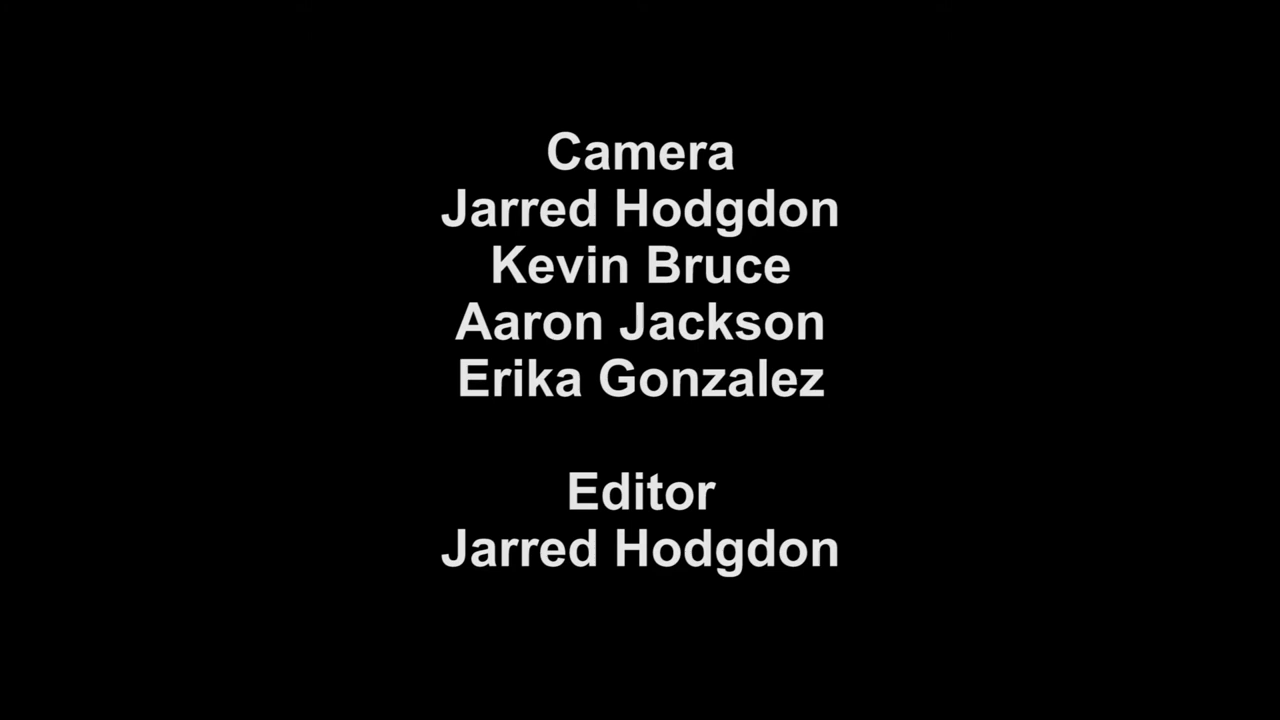 Camera
Jarred Hodgdon
Kevin Bruce
Aaron Jackson
Erika Gonzalez
Editor
Jarred Hodgdon